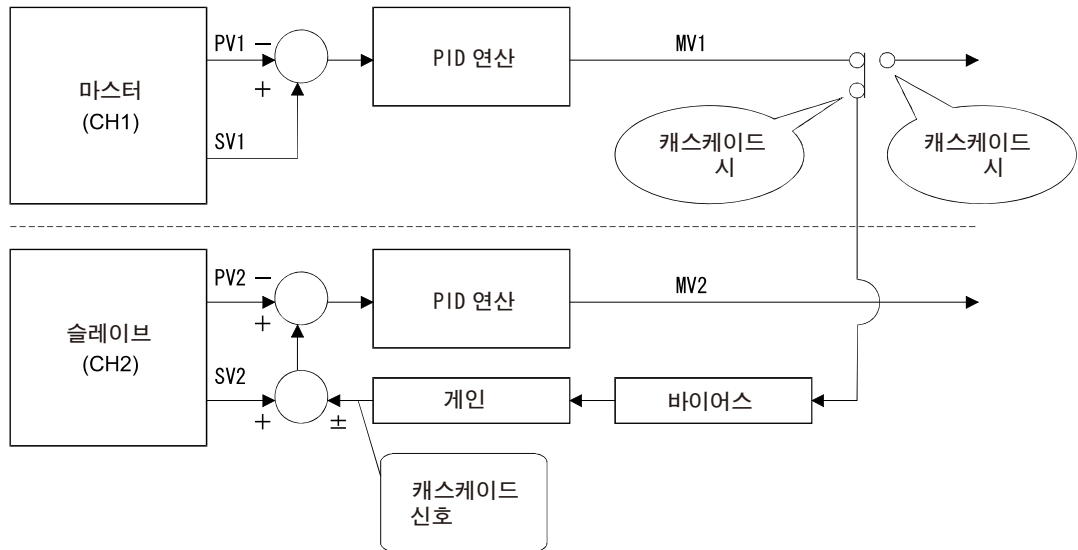 PV1 −
PID 연산
MV1
마스터
(CH1)
+
SV1
캐스케이드
시
캐스케이드
시
PV2 −
PID 연산
MV2
+
슬레이브
(CH2)
SV2
게인
바이어스
+
±
캐스케이드
신호